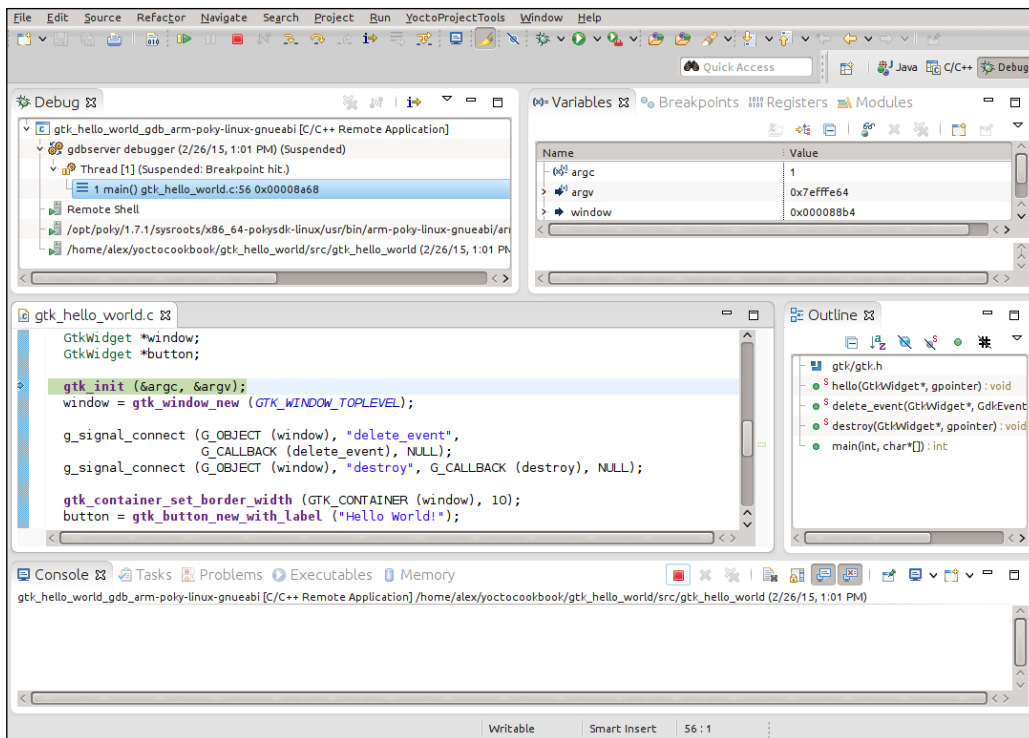 File Edit Source Refactor Navigate Search Project Run YoctoProjectTools Window Help
Quick Access
Java C/C++ Debug
Debug
gtk_hello_world_gdb_arm-poky-linux-gnueabi [C/C++ Remote Application]
gdbserver debugger (2/26/15, 1:01 PM) (Suspended)
Thread [1] (Suspended: Breakpoint hit.)
1 main() gtk_hello_world.c:56 0x00008a68
Remote Shell
/opt/poky/1.7.1/sysroots/x86_64-pokysdk-linux/usr/bin/arm-poky-linux-gnueabi/arm
/home/alex/yoctocookbook/gtk_hello_world/src/gtk_hello_world (2/26/15, 1:01 PM
(x)= Variables Breakpoints Registers Modules
Name Value
argc 1
argv 0x7efffe64
window 0x000088b4
gtk_hello_world.c
GtkWidget *window;
GtkWidget *button;
gtk_init (&argc, &argv);
window = gtk_window_new (GTK_WINDOW_TOPLEVEL);
g_signal_connect (G_OBJECT (window), "delete_event",
G_CALLBACK (delete_event), NULL);
g_signal_connect (G_OBJECT (window), "destroy", G_CALLBACK (destroy), NULL);
gtk_container_set_border_width (GTK_CONTAINER (window), 10);
button = gtk_button_new_with_label ("Hello World!");
Outline
gtk/gtk.h
hello(GtkWidget*, gpointer) : void
delete_event(GtkWidget*, GdkEvent
destroy(GtkWidget*, gpointer) : void
main(int, char*[]) : int
Console Tasks Problems Executables Memory
gtk_hello_world_gdb_arm-poky-linux-gnueabi [C/C++ Remote Application] /home/alex/yoctocookbook/gtk_hello_world/src/gtk_hello_world (2/26/15, 1:01 PM)
Writable Smart Insert 56 : 1